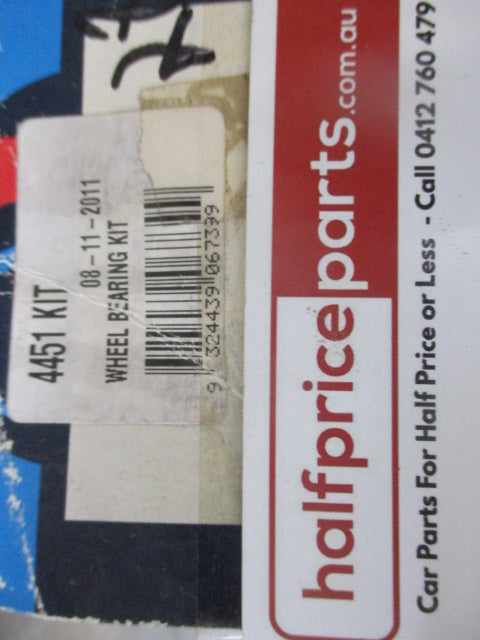 4451 KIT
08-11-2011
WHEEL BEARING KIT
9 324439 067399
halfpriceparts.com.au
Car Parts For Half Price or Less - Call 0412 760 479